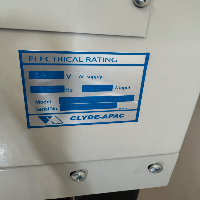 ELECTRICAL RATING
V AC supply
Hz Amps
Model
Serial No.
CLYDE-APAC